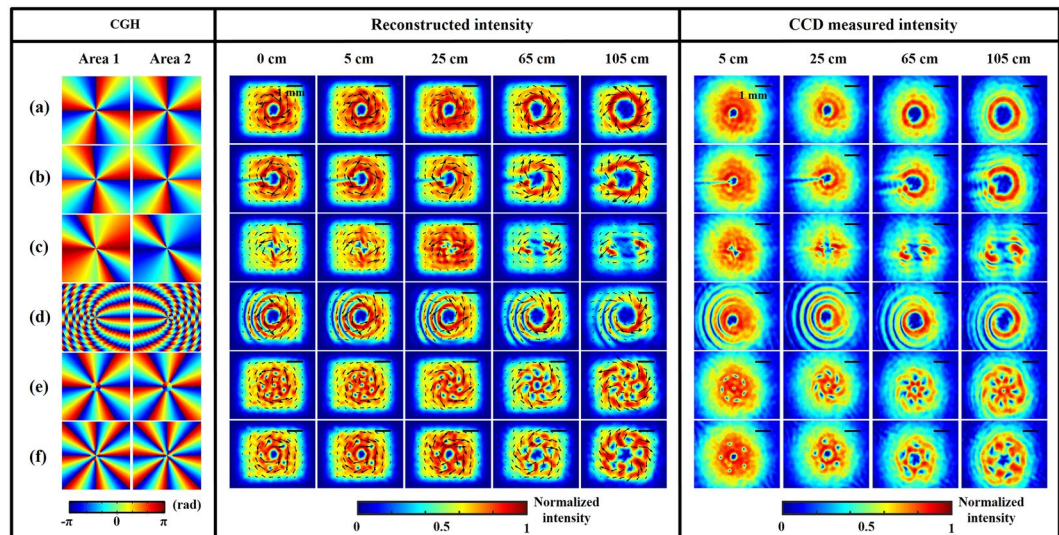 CGH Reconstructed intensity CCD measured intensity
Area 1 Area 2 0 cm 5 cm 25 cm 65 cm 105 cm 5 cm 25 cm 65 cm 105 cm
(a) 1 mm 1 mm
(b)
(c)
(d)
(e)
(f)
(rad) Normalized intensity Normalized intensity
-π 0 π 0 0.5 1 0 0.5 1